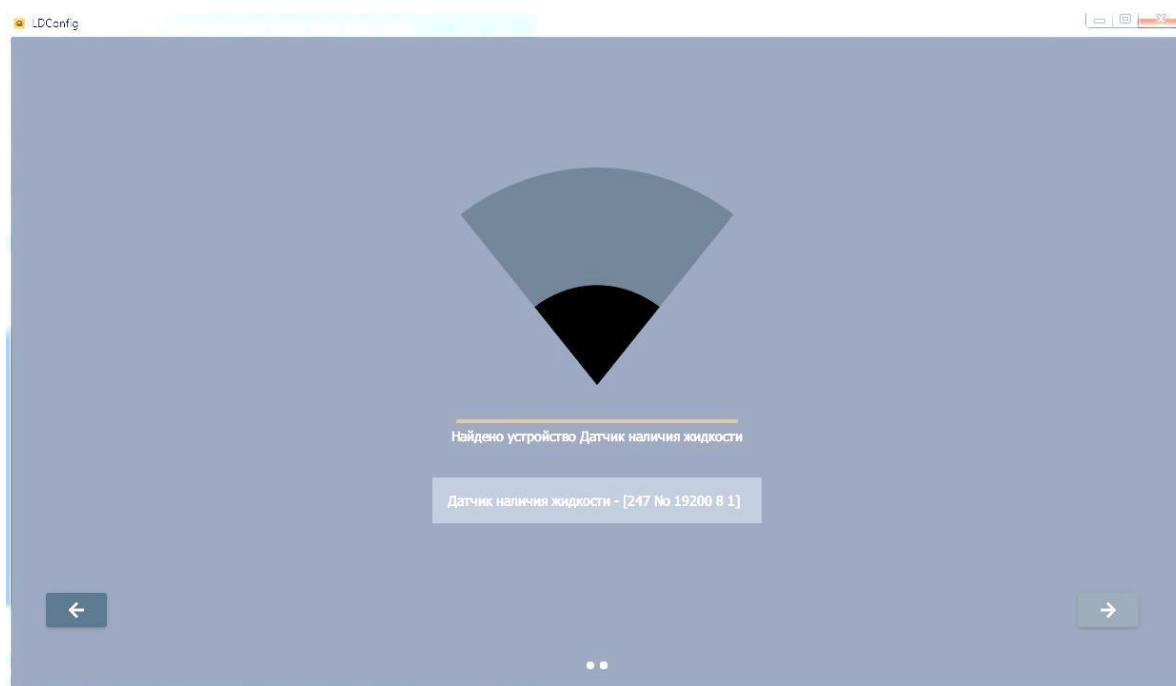 LDConfig
Найдено устройство Датчик наличия жидкости
Датчик наличия жидкости - [247 No 19200 8 1]